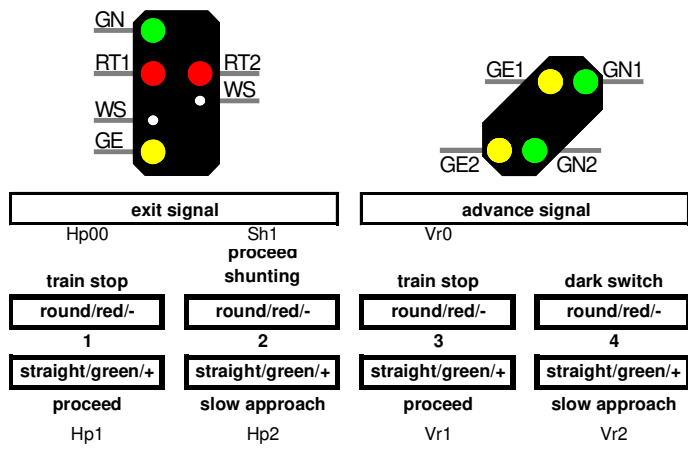 GN
RT1 RT2
WS
WS
GE
GE1 GN1
GE2 GN2
exit signal advance signal
Hp00 Sh1 Vr0
proceed
train stop shunting train stop dark switch
round/red/- round/red/- round/red/- round/red/-
1 2 3 4
straight/green/+ straight/green/+ straight/green/+ straight/green/+
proceed slow approach proceed slow approach
Hp1 Hp2 Vr1 Vr2